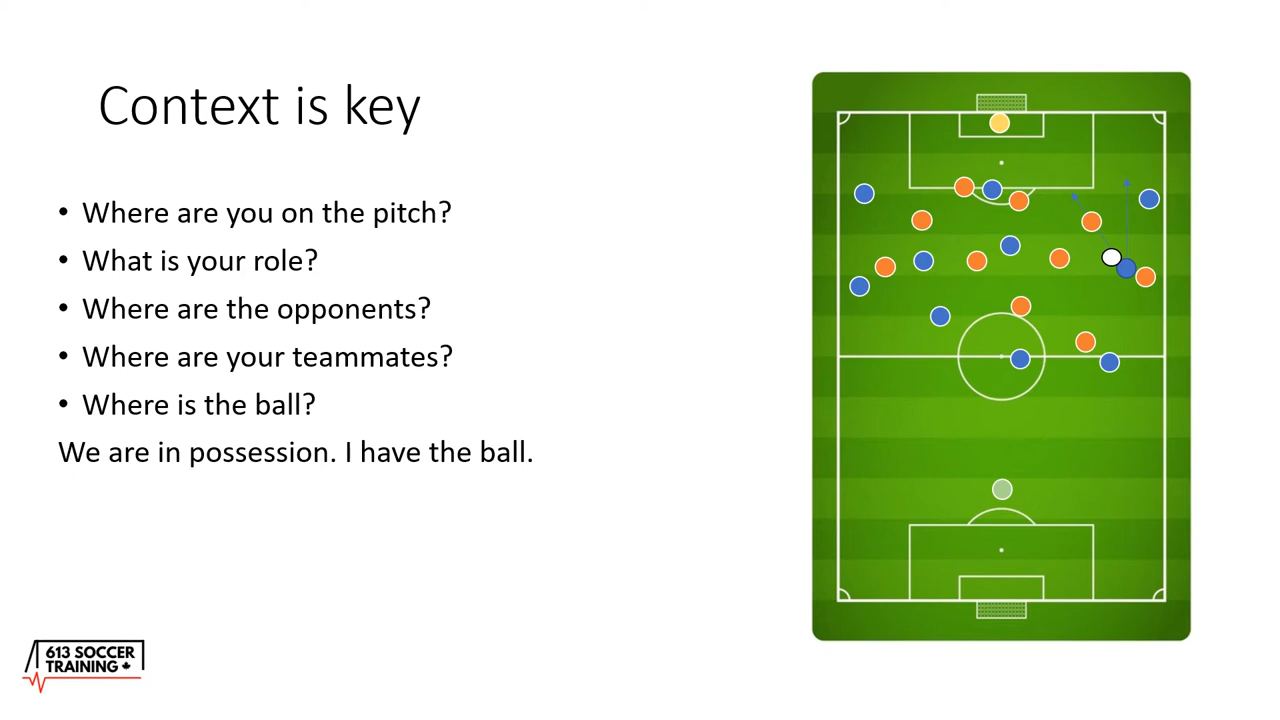 Context is key
• Where are you on the pitch?
• What is your role?
• Where are the opponents?
• Where are your teammates?
• Where is the ball?
We are in possession. I have the ball.
613 SOCCER
TRAINING